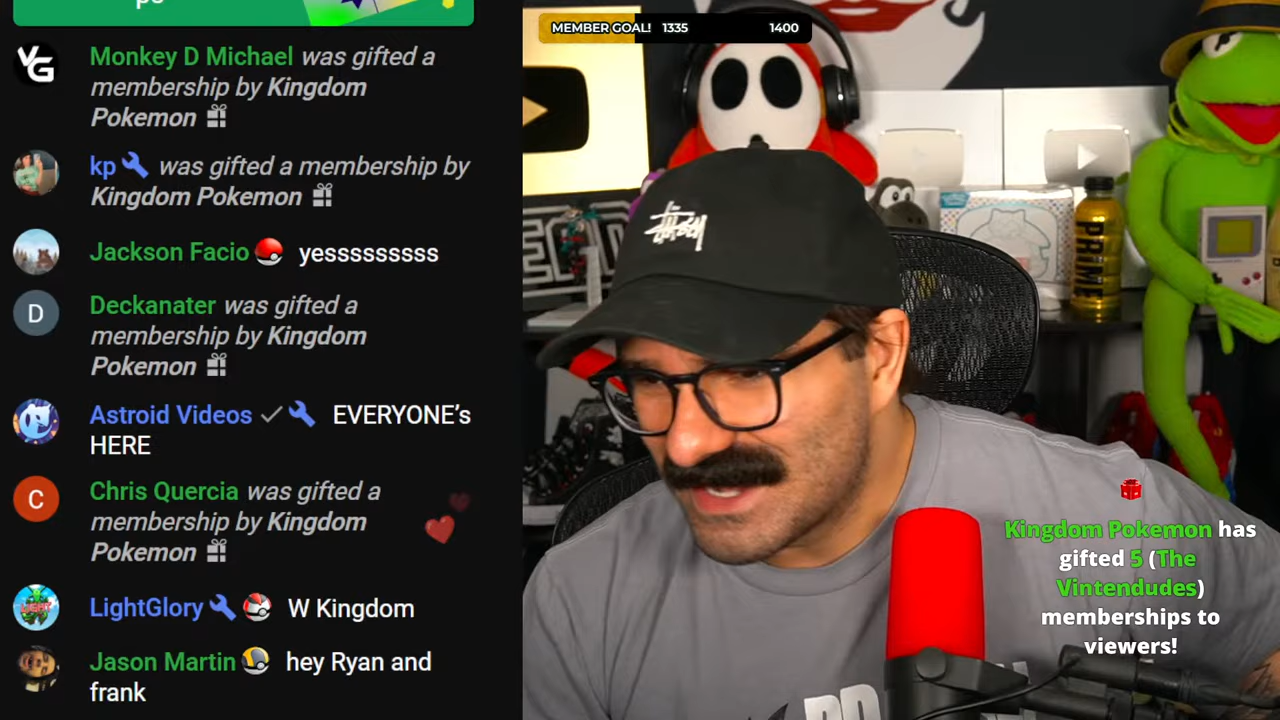 MEMBER GOAL! 1335 1400
Monkey D Michael was gifted a
membership by Kingdom
Pokemon
kp was gifted a membership by
Kingdom Pokemon
Jackson Facio yesssssssss
D
Deckanater was gifted a
membership by Kingdom
Pokemon
Astroid Videos EVERYONE's
HERE
C
Chris Quercia was gifted a
membership by Kingdom
Pokemon
LightGlory W Kingdom
Jason Martin hey Ryan and
frank
VG
PRIME
Kingdom Pokemon has
gifted 5 (The
Vintendudes)
memberships to
viewers!